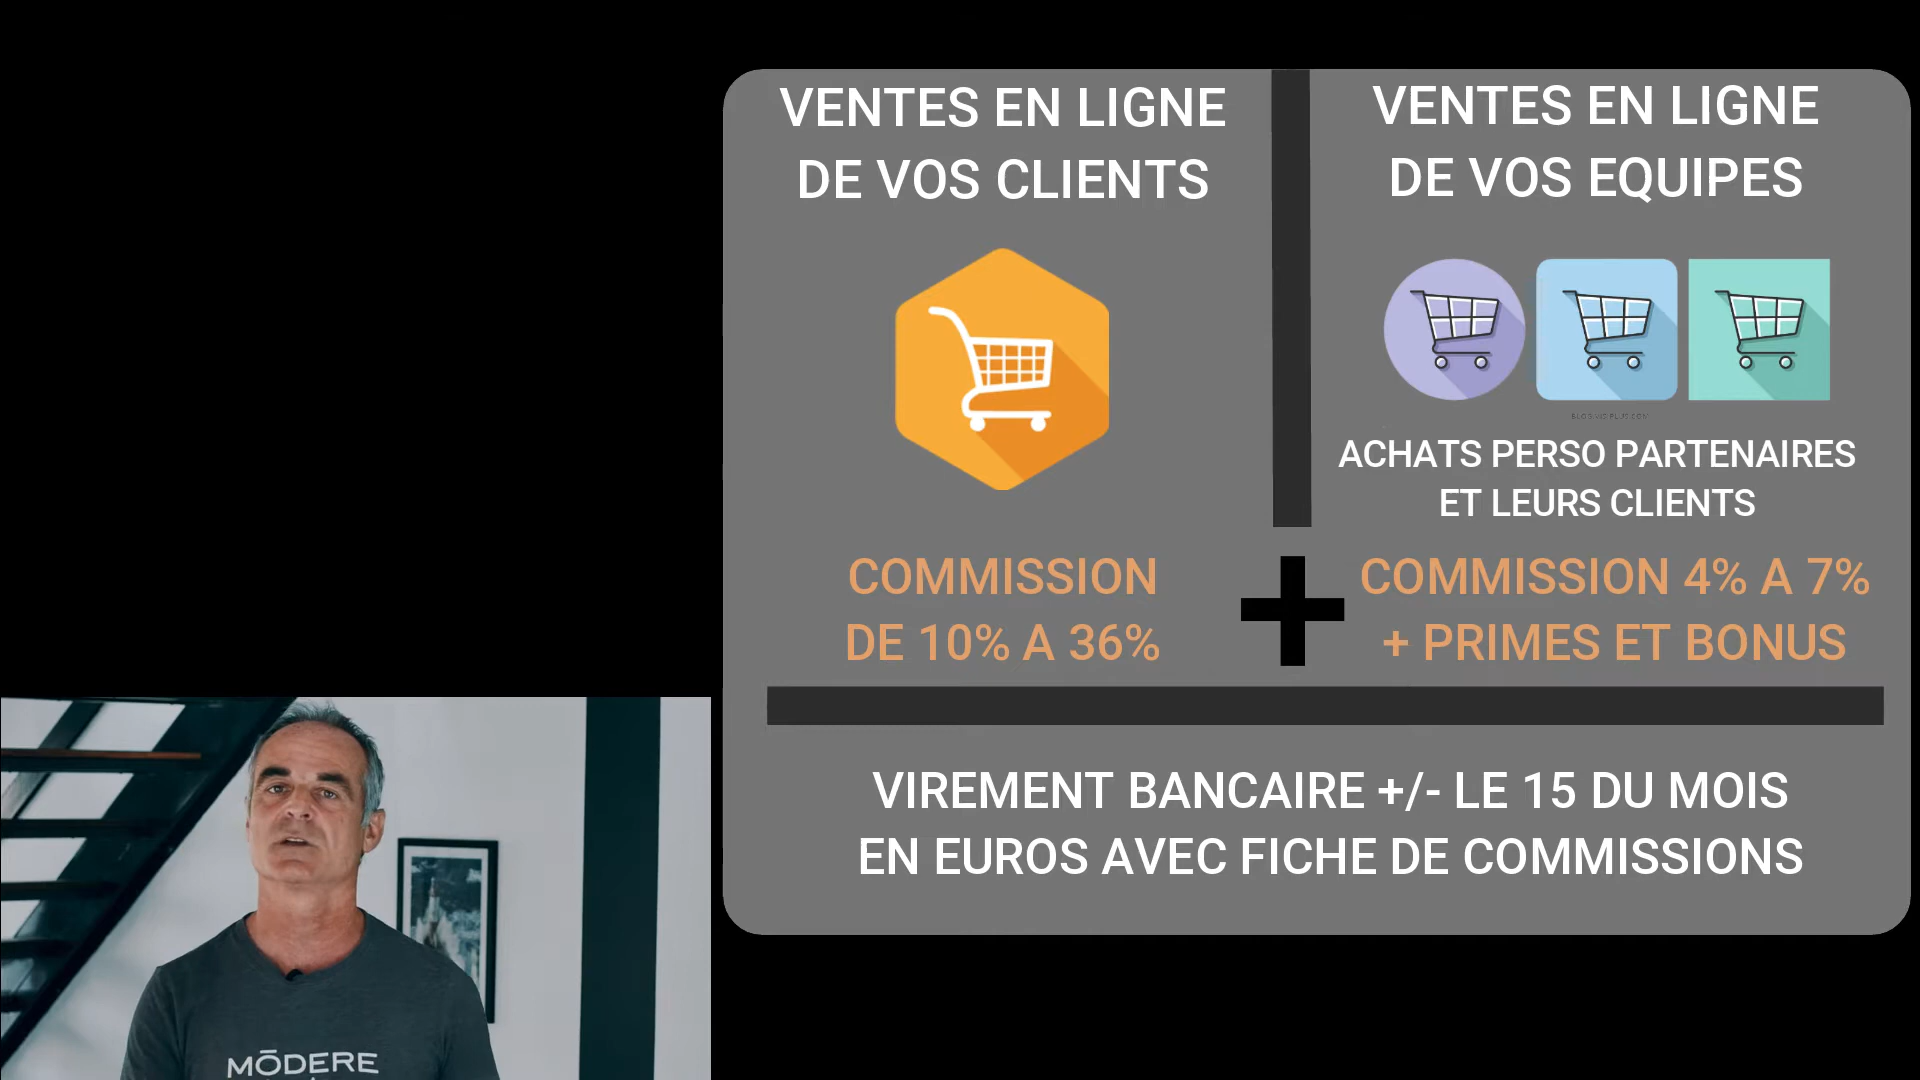 VENTES EN LIGNE
DE VOS CLIENTS
COMMISSION
DE 10% A 36%
VENTES EN LIGNE
DE VOS EQUIPES
ACHATS PERSO PARTENAIRES
ET LEURS CLIENTS
+
COMMISSION 4% A 7%
+ PRIMES ET BONUS
VIREMENT BANCAIRE +/- LE 15 DU MOIS
EN EUROS AVEC FICHE DE COMMISSIONS
MŌDERE